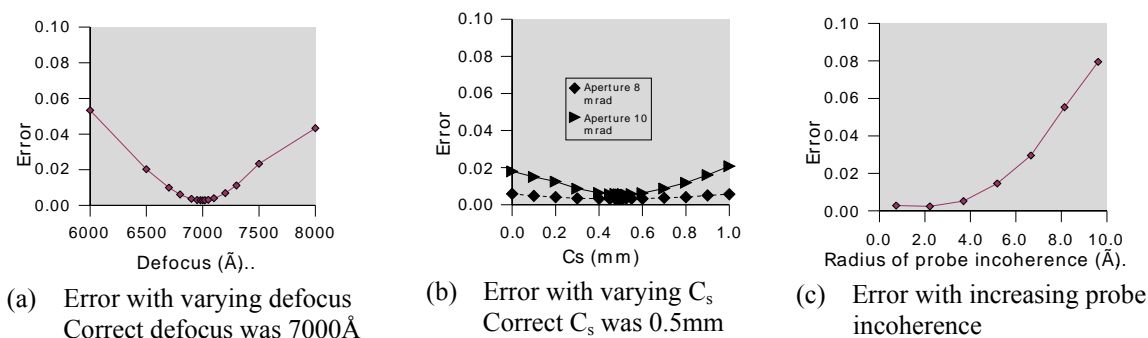 0.10
0.08
0.06
0.04
0.02
0.00
Error
6000 6500 7000 7500 8000
Defocus (Ã)..
(a) Error with varying defocus
Correct defocus was 7000Å
0.10
0.08
0.06
0.04
0.02
0.00
Error
Aperture 8
mrad
Aperture 10
mrad
0.0 0.2 0.4 0.6 0.8 1.0
Cs (mm)
(b) Error with varying Cs
Correct Cs was 0.5mm
0.10
0.08
0.06
0.04
0.02
0.00
Error
0.0 2.0 4.0 6.0 8.0 10.0
Radius of probe incoherence (Ã).
(c) Error with increasing probe
incoherence